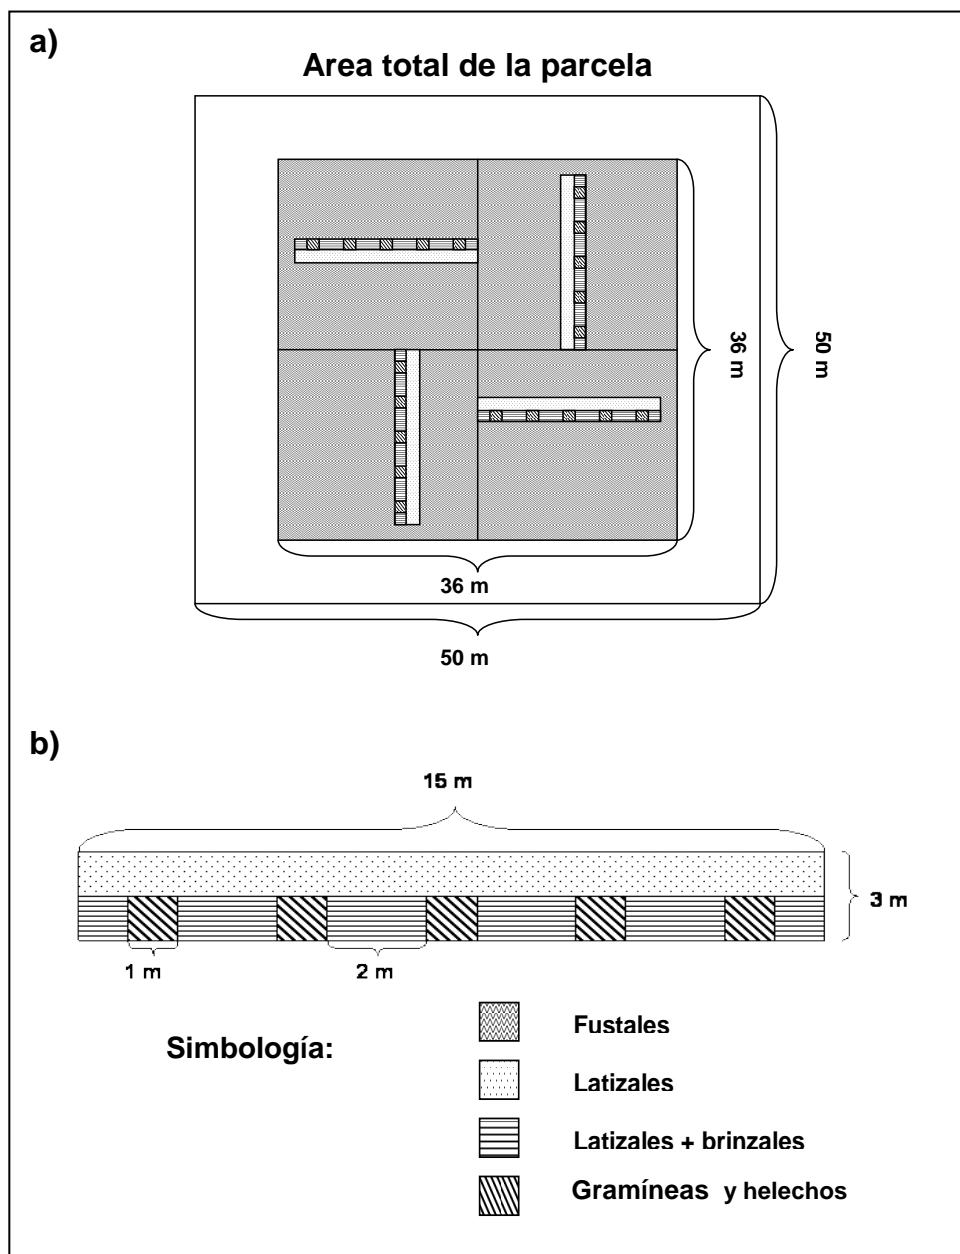 a)
Area total de la parcela
36 m
50 m
36 m
50 m
b)
15 m
3 m
1 m
2 m
Simbología:
Fustales
Latizales
Latizales + brinzales
Gramíneas y helechos